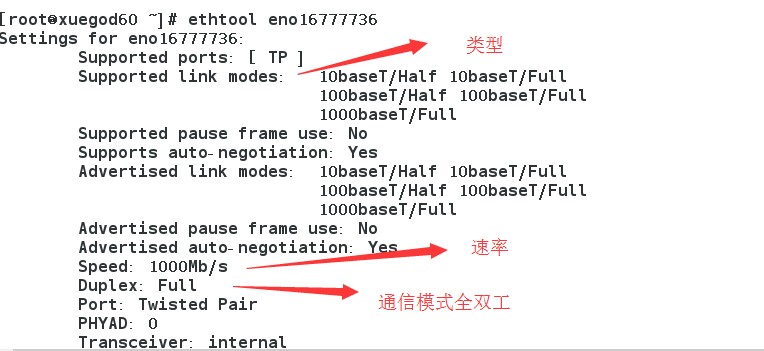 [root@xuegod60 ~]# ethtool eno16777736
Settings for eno16777736:
类型
Supported ports: [ TP ]
Supported link modes: 10baseT/Half 10baseT/Full
100baseT/Half 100baseT/Full
1000baseT/Full
Supported pause frame use: No
Supports auto-negotiation: Yes
Advertised link modes: 10baseT/Half 10baseT/Full
100baseT/Half 100baseT/Full
1000baseT/Full
Advertised pause frame use: No
Advertised auto-negotiation: Yes
速率
Speed: 1000Mb/s
Duplex: Full
通信模式全双工
Port: Twisted Pair
PHYAD: 0
Transceiver: internal